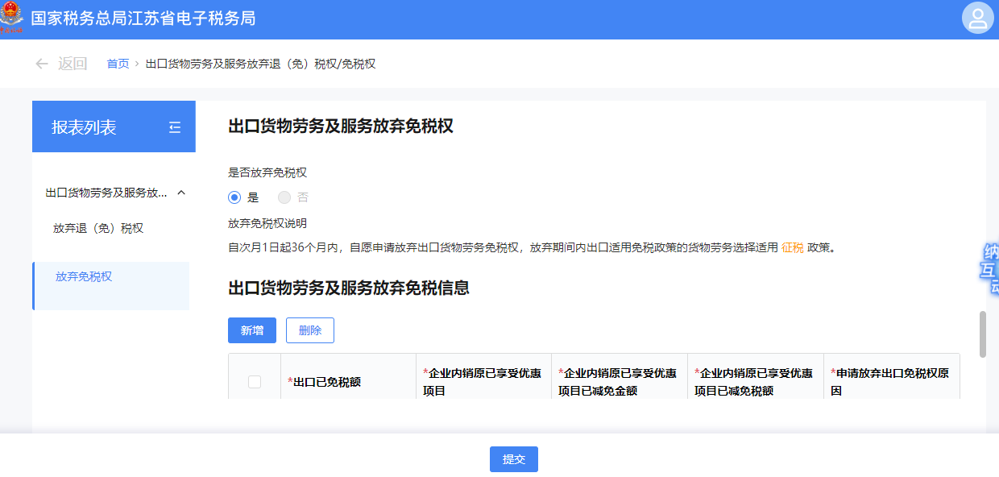 国家税务总局江苏省电子税务局
返回 首页 › 出口货物劳务及服务放弃退（免）税权/免税权
报表列表
出口货物劳务及服务放...
放弃退（免）税权
放弃免税权
出口货物劳务及服务放弃免税权
是否放弃免税权
是 否
放弃免税权说明
自次月1日起36个月内，自愿申请放弃出口货物劳务免税权，放弃期间内出口适用免税政策的货物劳务选择适用 征税 政策。
出口货物劳务及服务放弃免税信息
新增 删除
*出口已免税额
*企业内销原已享受优惠
项目
*企业内销原已享受优惠
项目已减免金额
*企业内销原已享受优惠
项目已减免税额
*申请放弃出口免税权原
因
纳
互
动
提交